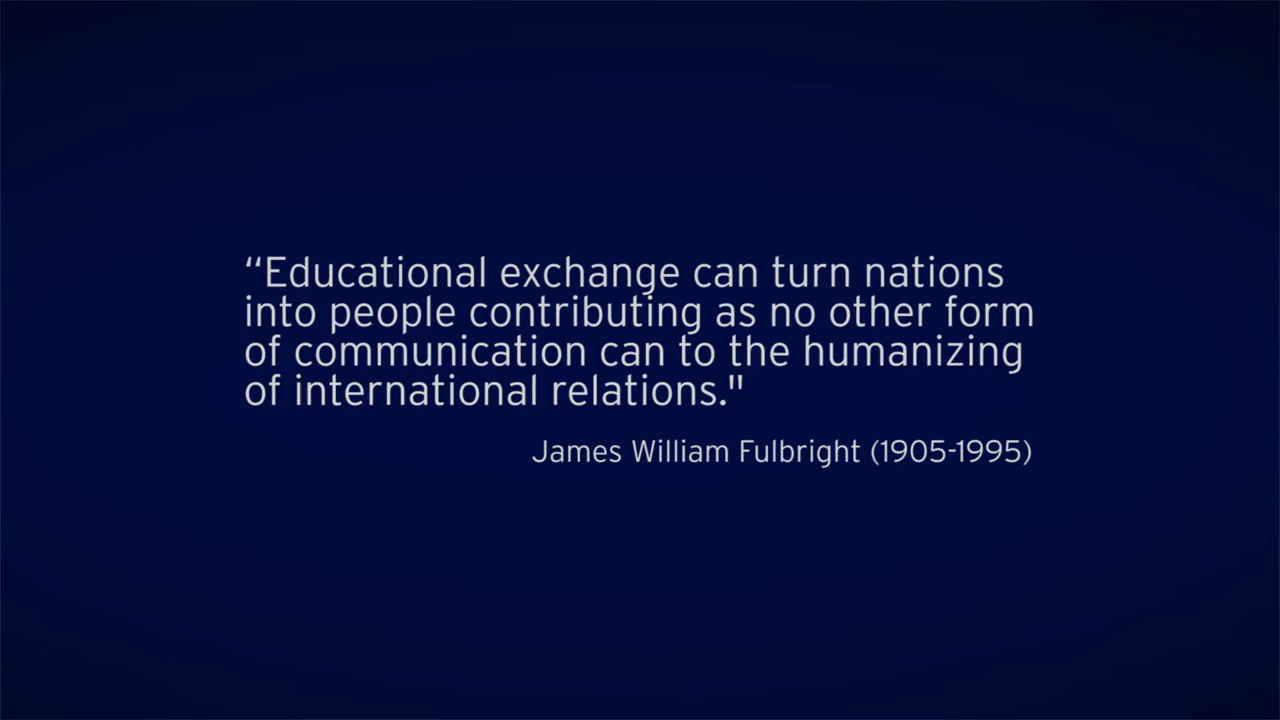 “Educational exchange can turn nations
into people contributing as no other form
of communication can to the humanizing
of international relations."
James William Fulbright (1905-1995)